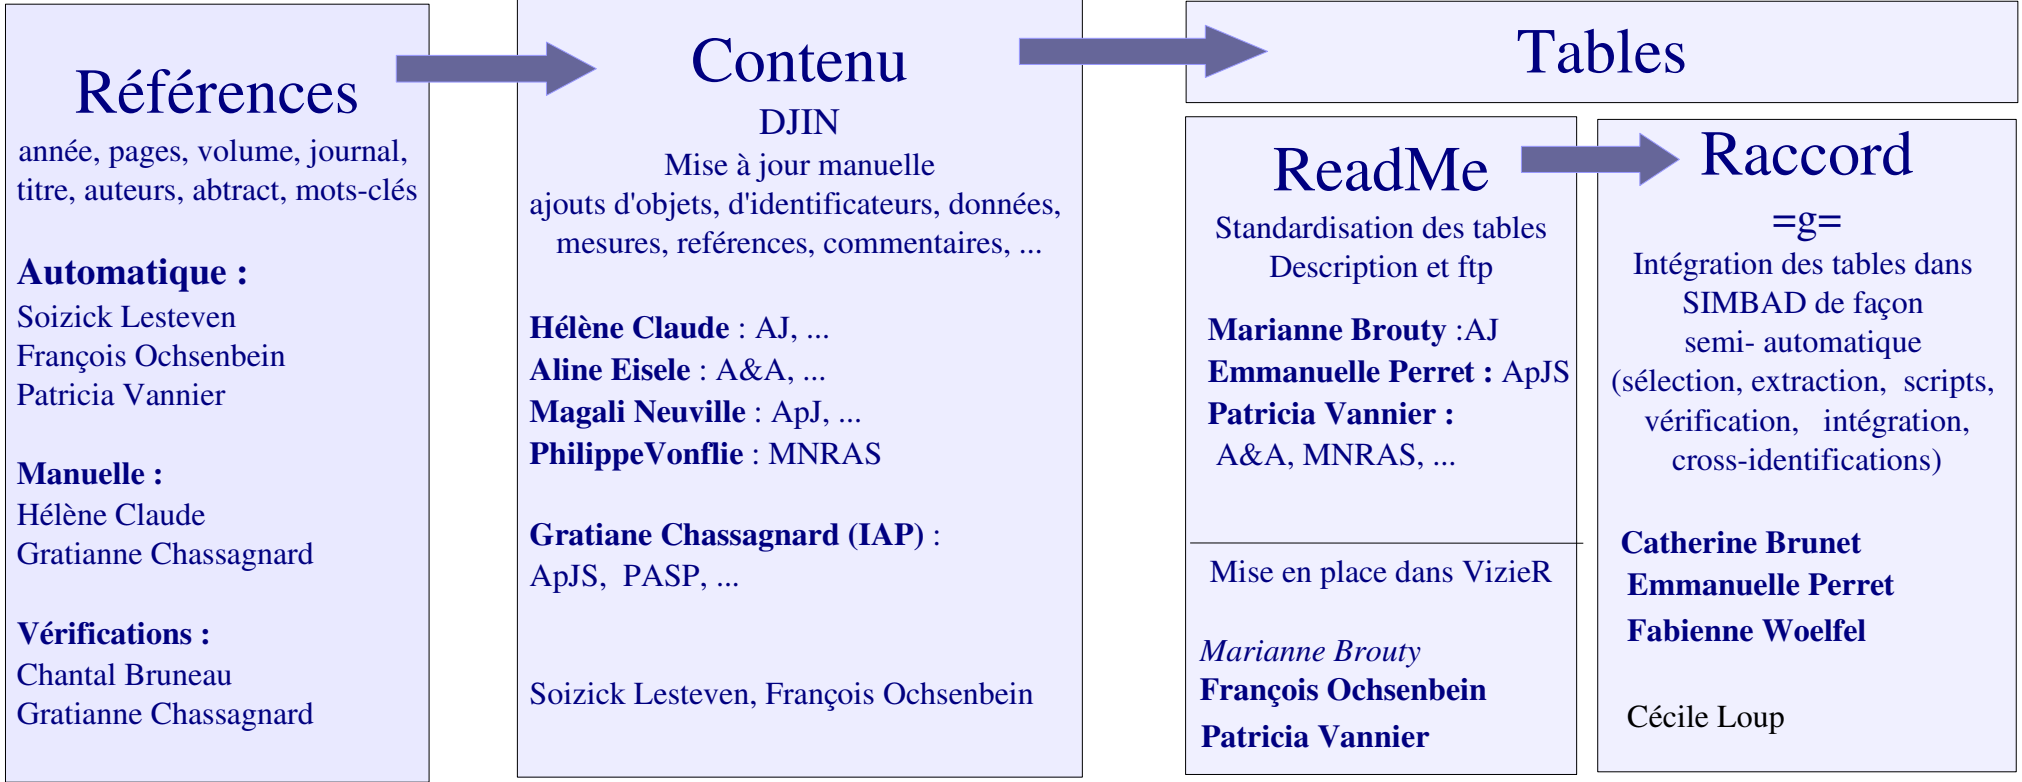 Références
année, pages, volume, journal,
titre, auteurs, abtract, mots-clés
Automatique :
Soizick Lesteven
François Ochsenbein
Patricia Vannier
Manuelle :
Hélène Claude
Gratianne Chassagnard
Vérifications :
Chantal Bruneau
Gratianne Chassagnard
Contenu
DJIN
Mise à jour manuelle
ajouts d'objets, d'identificateurs, données,
mesures, reférences, commentaires, ...
Hélène Claude : AJ, ...
Aline Eisele : A&A, ...
Magali Neuville : ApJ, ...
PhilippeVonflie : MNRAS
Gratiane Chassagnard (IAP) :
ApJS, PASP, ...
Soizick Lesteven, François Ochsenbein
Tables
ReadMe
Standardisation des tables
Description et ftp
Marianne Brouty :AJ
Emmanuelle Perret : ApJS
Patricia Vannier :
A&A, MNRAS, ...
Mise en place dans VizieR
Marianne Brouty
François Ochsenbein
Patricia Vannier
Raccord
=g=
Intégration des tables dans
SIMBAD de façon
semi- automatique
(sélection, extraction, scripts,
vérification, intégration,
cross-identifications)
Catherine Brunet
Emmanuelle Perret
Fabienne Woelfel
Cécile Loup